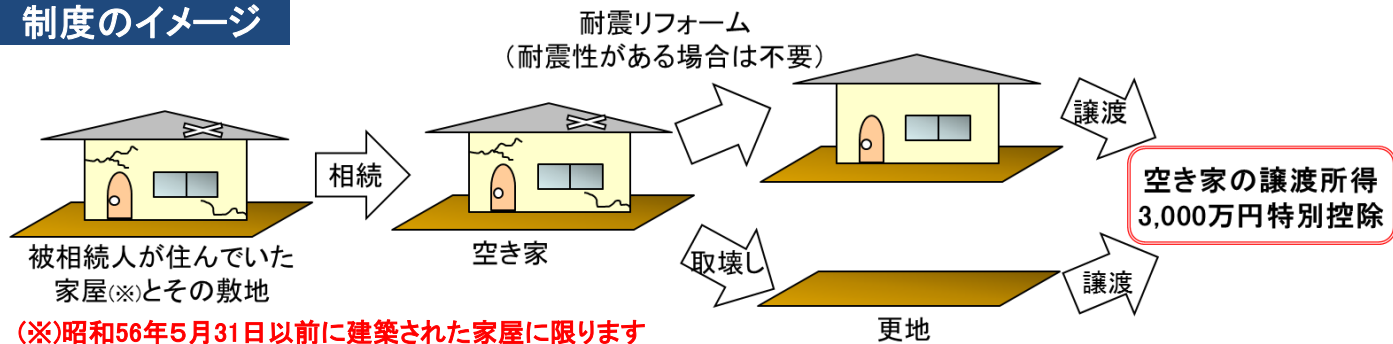 制度のイメージ
耐震リフォーム
(耐震性がある場合は不要)
譲渡
相続
空き家の譲渡所得
3,000万円特別控除
被相続人が住んでいた
家屋(※)とその敷地
空き家
取壊し
譲渡
更地
(※)昭和56年5月31日以前に建築された家屋に限ります